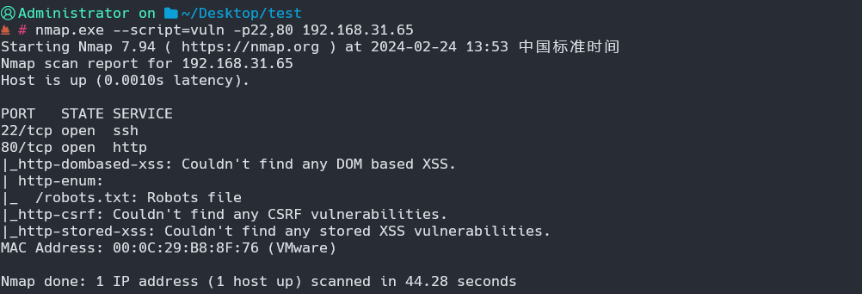 Administrator on ~/Desktop/test
# nmap.exe --script=vuln -p22,80 192.168.31.65
Starting Nmap 7.94 ( https://nmap.org ) at 2024-02-24 13:53 中国标准时间
Nmap scan report for 192.168.31.65
Host is up (0.0010s latency).
PORT   STATE SERVICE
22/tcp open  ssh
80/tcp open  http
|_http-dombased-xss: Couldn't find any DOM based XSS.
| http-enum:
|_  /robots.txt: Robots file
|_http-csrf: Couldn't find any CSRF vulnerabilities.
|_http-stored-xss: Couldn't find any stored XSS vulnerabilities.
MAC Address: 00:0C:29:B8:8F:76 (VMware)
Nmap done: 1 IP address (1 host up) scanned in 44.28 seconds